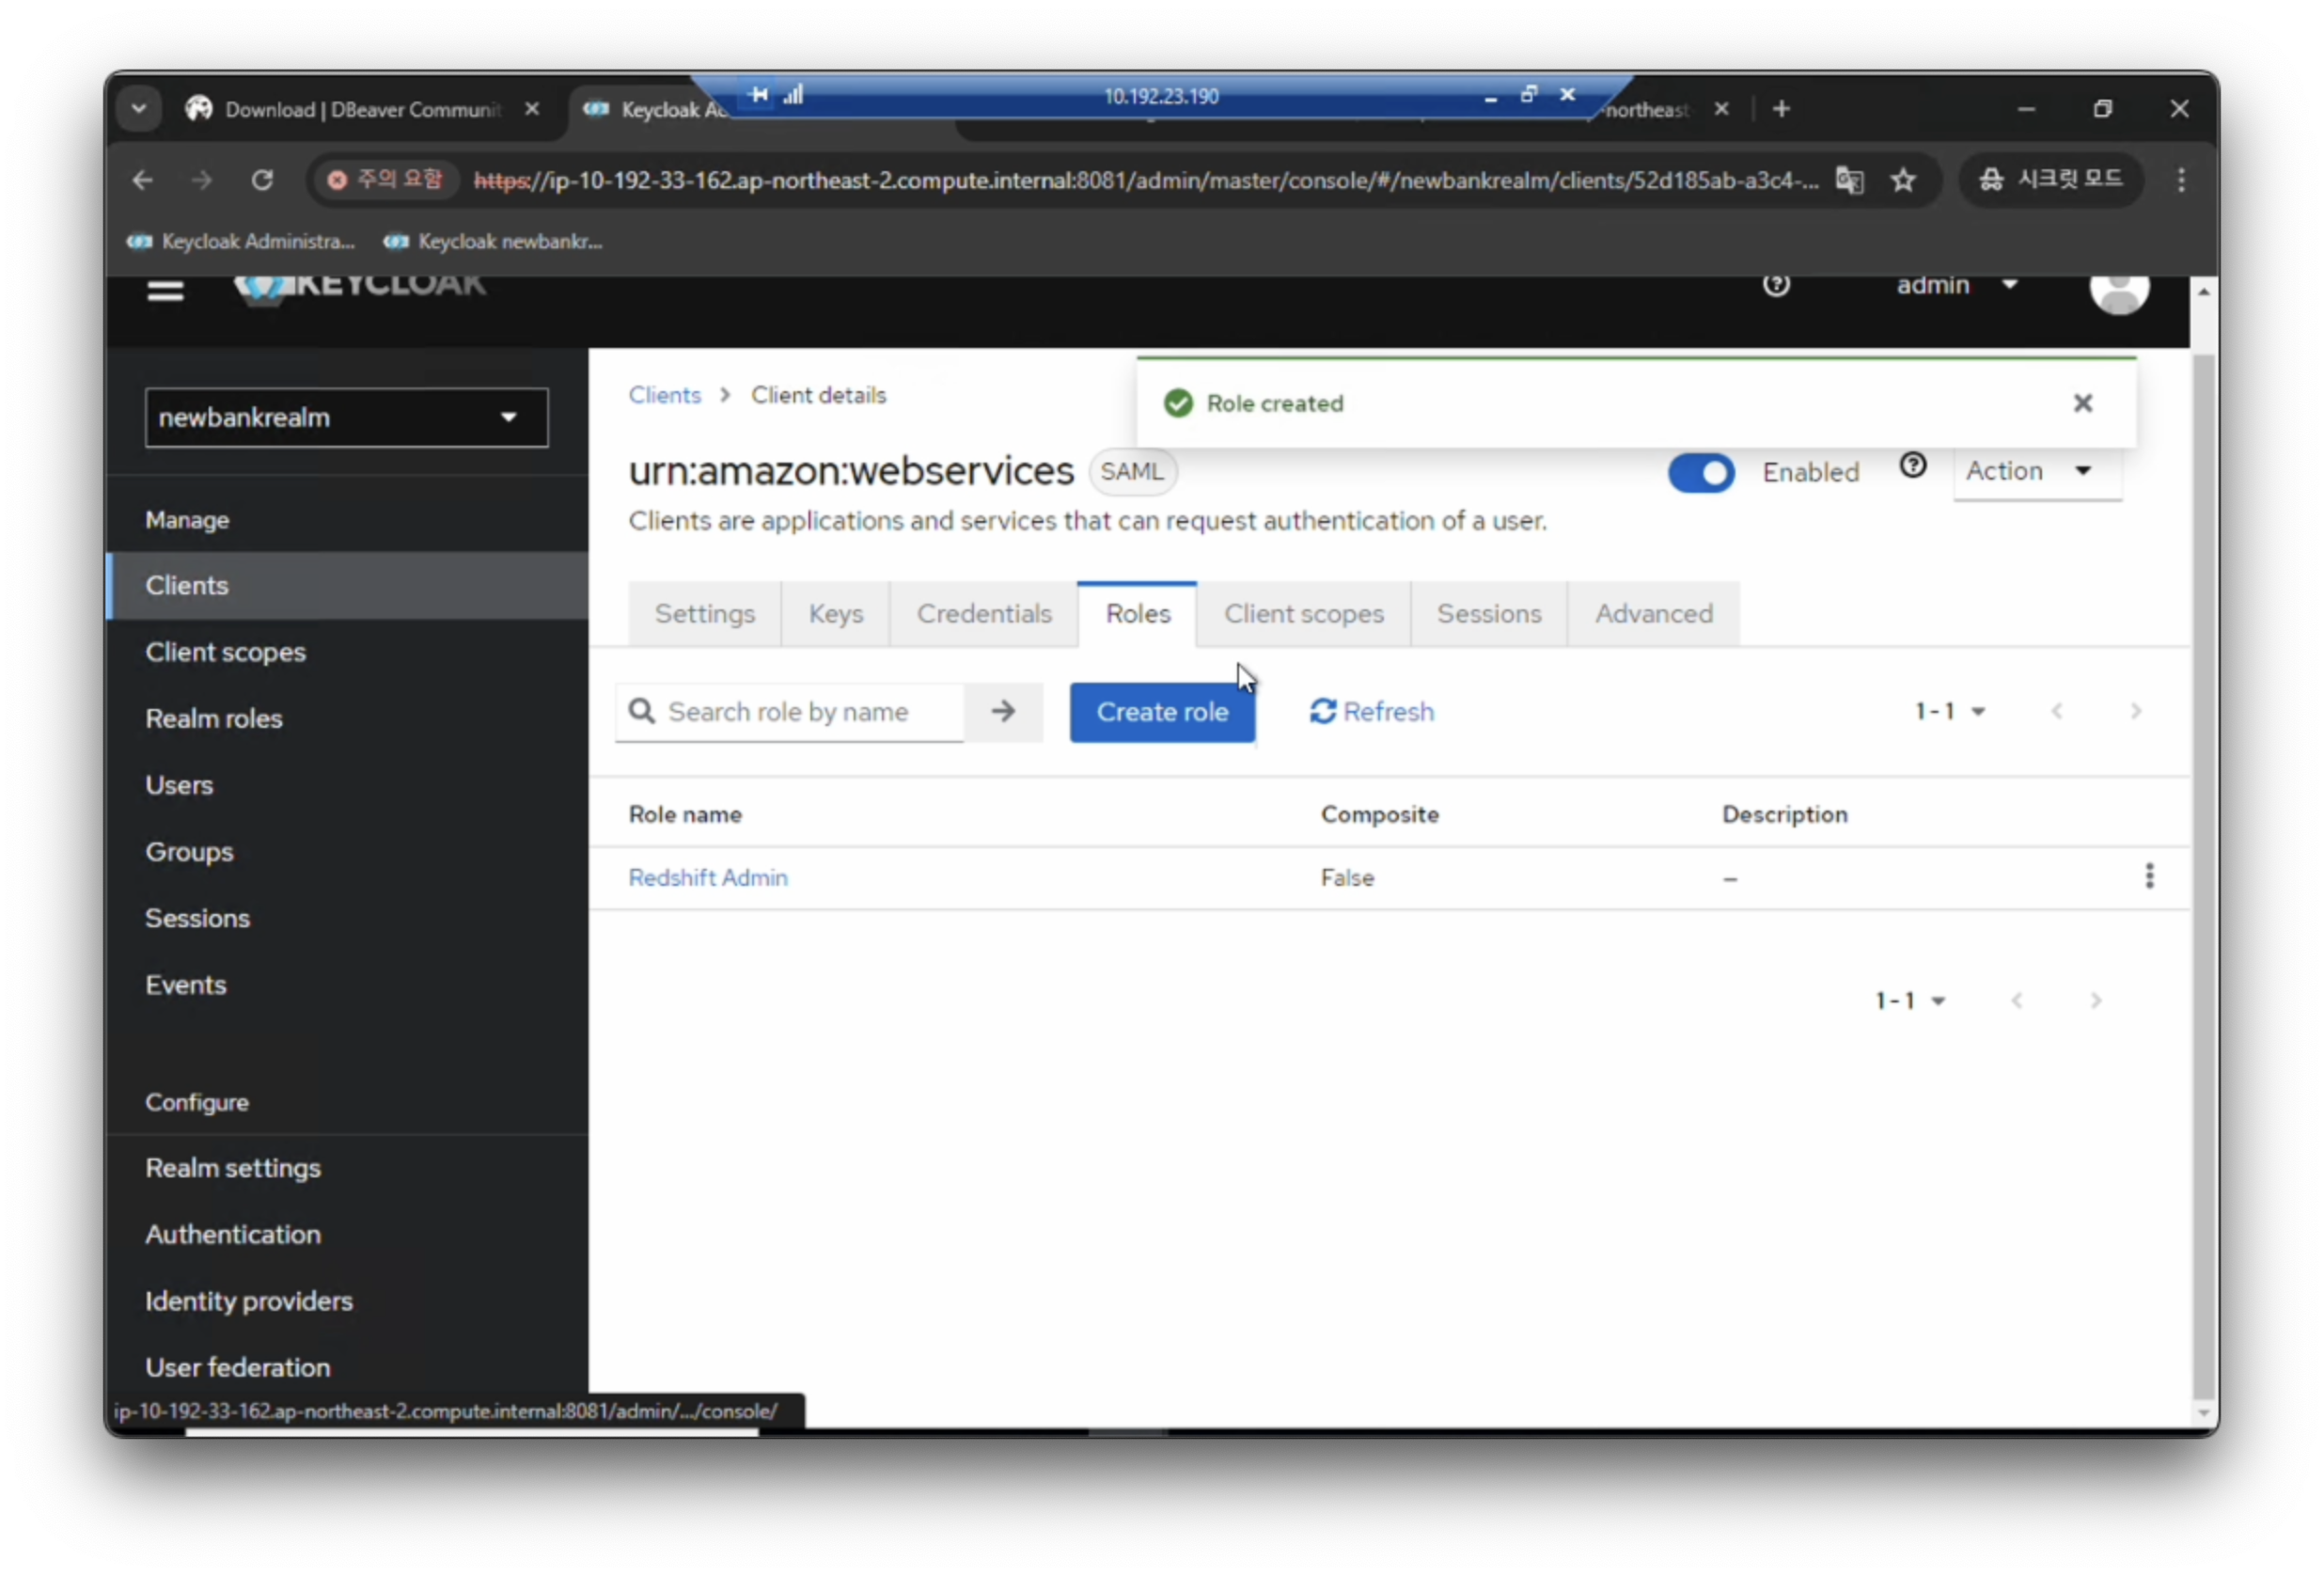 Download | DBeaver Communit
Keycloak Ad
10.192.23.190
-northeast
주의 요함
https://ip-10-192-33-162.ap-northeast-2.compute.internal:8081/admin/master/console/#/newbankrealm/clients/52d185ab-a3c4-...
시크릿 모드
Keycloak Administra...
Keycloak newbankr...
KEYCLOAK
admin
newbankrealm
Manage
Clients
Client scopes
Realm roles
Users
Groups
Sessions
Events
Configure
Realm settings
Authentication
Identity providers
User federation
ip-10-192-33-162.ap-northeast-2.compute.internal:8081/admin/.../console/
Clients > Client details
Role created
urn:amazon:webservices SAML
Enabled
Action
Clients are applications and services that can request authentication of a user.
Settings Keys Credentials Roles Client scopes Sessions Advanced
Search role by name
Create role
Refresh
1 - 1
Role name Composite Description
Redshift Admin False –
1 - 1